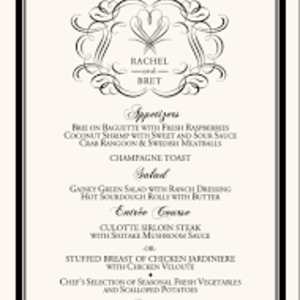 RACHEL
and
BRET
Appetizers
BRIE ON BAGUETTE WITH FRESH RASPBERRIES
COCONUT SHRIMP WITH SWEET AND SOUR SAUCE
CRAB RANGOON & SWEDISH MEATBALLS
CHAMPAGNE TOAST
Salad
GAINEY GREEN SALAD WITH RANCH DRESSING
HOT SOURDOUGH ROLLS WITH BUTTER
Entrée Course
CULOTTE SIRLOIN STEAK
WITH SHITAKE MUSHROOM SAUCE
-OR-
STUFFED BREAST OF CHICKEN JARDINIERE
WITH CHICKEN VELOUTÉ
CHEF'S SELECTION OF SEASONAL FRESH VEGETABLES
AND SCALLOPED POTATOES